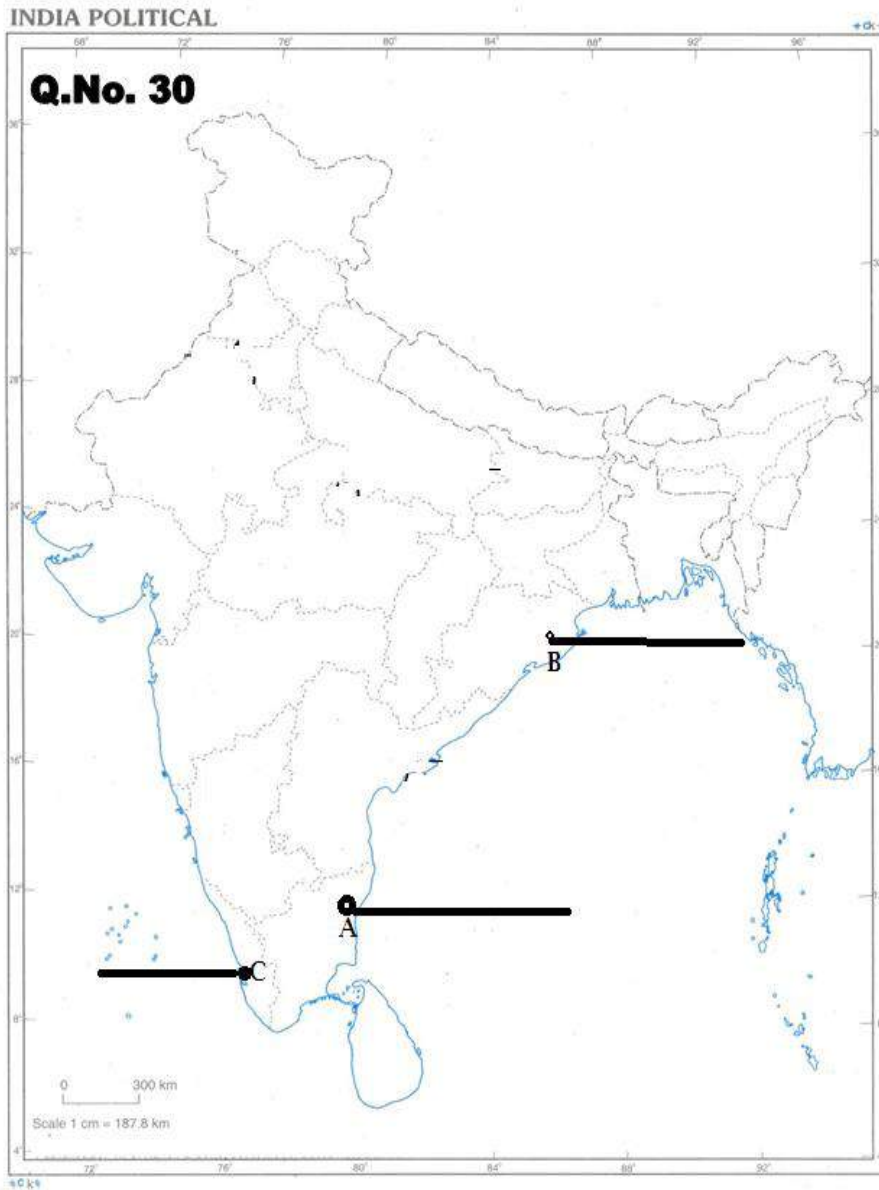 INDIA POLITICAL
68° 72° 76° 80° 84° 88° 92° 96°
Q.No. 30
36°
32°
28°
24°
20° B
16°
12°
A
C
8°
0 300 km
Scale 1 cm = 187.8 km
4°
72° 76° 80° 84° 88° 92°